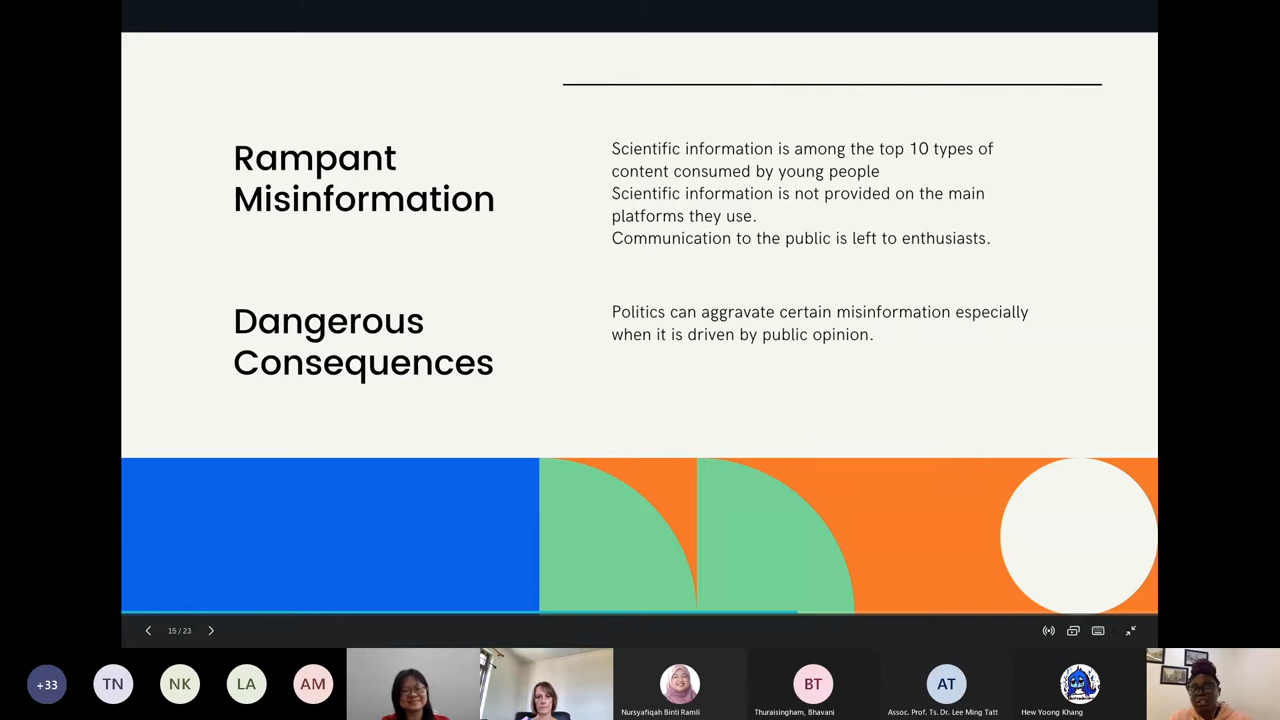 Rampant
Misinformation
Scientific information is among the top 10 types of
content consumed by young people
Scientific information is not provided on the main
platforms they use.
Communication to the public is left to enthusiasts.
Dangerous
Consequences
Politics can aggravate certain misinformation especially
when it is driven by public opinion.
15 / 23
+33
TN
NK
LA
AM
Nursyafiqah Binti Ramli
BT
Thuraisingham, Bhavani
AT
Assoc. Prof. Ts. Dr. Lee Ming Tatt
Hew Yoong Khang